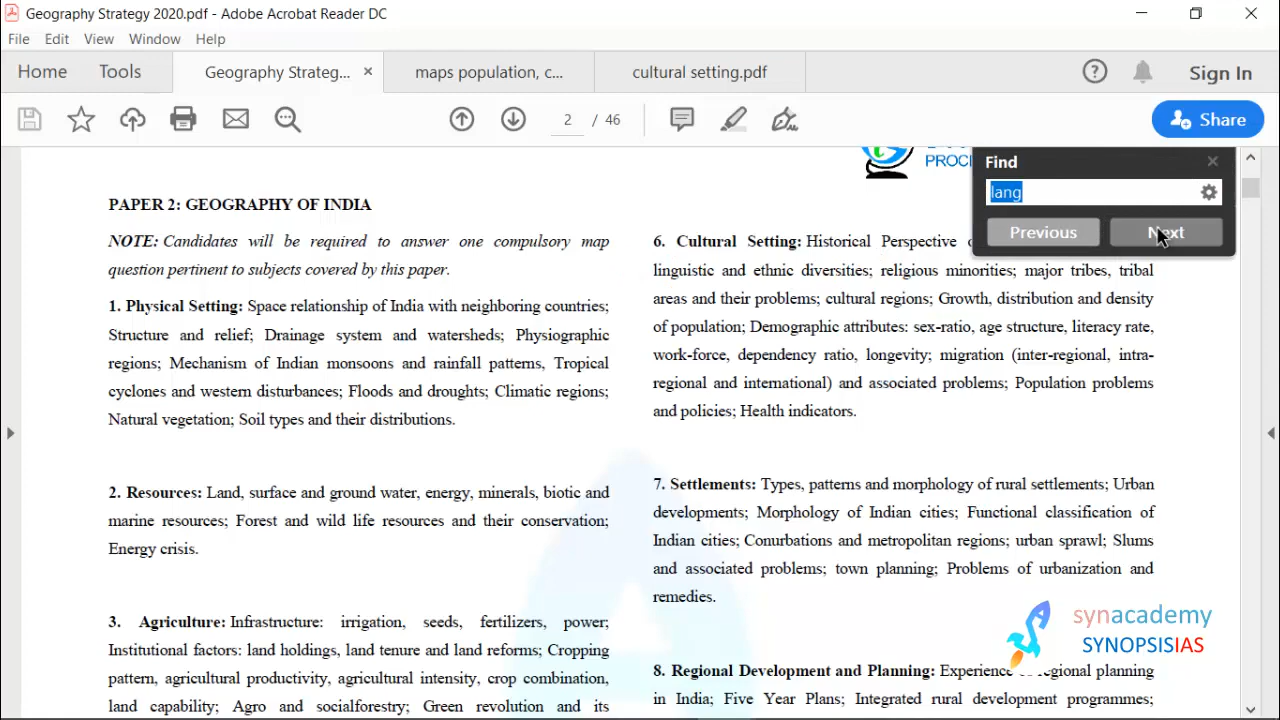 Geography Strategy 2020.pdf - Adobe Acrobat Reader DC
File Edit View Window Help
Home Tools Geography Strateg... × maps population, c... cultural setting.pdf ? Sign In
2 / 46 Share
Find
lang
Previous Next
PAPER 2: GEOGRAPHY OF INDIA
NOTE: Candidates will be required to answer one compulsory map
question pertinent to subjects covered by this paper.
1. Physical Setting: Space relationship of India with neighboring countries;
Structure and relief; Drainage system and watersheds; Physiographic
regions; Mechanism of Indian monsoons and rainfall patterns, Tropical
cyclones and western disturbances; Floods and droughts; Climatic regions;
Natural vegetation; Soil types and their distributions.
2. Resources: Land, surface and ground water, energy, minerals, biotic and
marine resources; Forest and wild life resources and their conservation;
Energy crisis.
3. Agriculture: Infrastructure: irrigation, seeds, fertilizers, power;
Institutional factors: land holdings, land tenure and land reforms; Cropping
pattern, agricultural productivity, agricultural intensity, crop combination,
land capability; Agro and socialforestry; Green revolution and its
6. Cultural Setting: Historical Perspective
linguistic and ethnic diversities; religious minorities; major tribes, tribal
areas and their problems; cultural regions; Growth, distribution and density
of population; Demographic attributes: sex-ratio, age structure, literacy rate,
work-force, dependency ratio, longevity; migration (inter-regional, intra-
regional and international) and associated problems; Population problems
and policies; Health indicators.
7. Settlements: Types, patterns and morphology of rural settlements; Urban
developments; Morphology of Indian cities; Functional classification of
Indian cities; Conurbations and metropolitan regions; urban sprawl; Slums
and associated problems; town planning; Problems of urbanization and
remedies.
8. Regional Development and Planning: Experience regional planning
in India; Five Year Plans; Integrated rural development programmes;
synacademy
SYNOPSISIAS